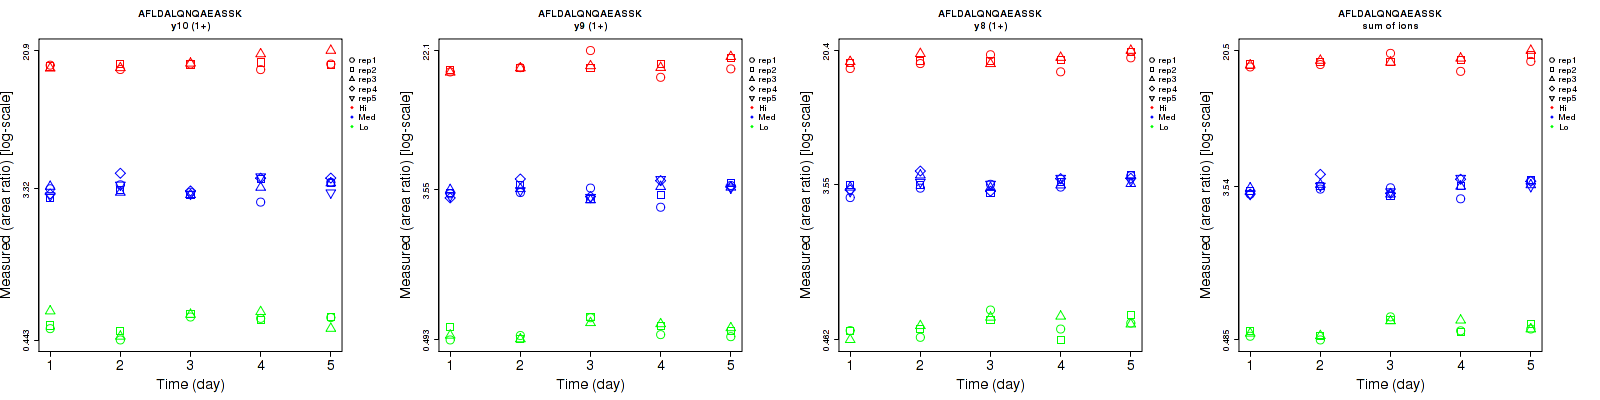 AFLDALQNQAEASSK
y10 (1+)
Measured (area ratio) [log-scale]
20.9
3.32
0.443
1 2 3 4 5
Time (day)
rep1
rep2
rep3
rep4
rep5
Hi
Med
Lo
AFLDALQNQAEASSK
y9 (1+)
Measured (area ratio) [log-scale]
22.1
3.55
0.493
1 2 3 4 5
Time (day)
rep1
rep2
rep3
rep4
rep5
Hi
Med
Lo
AFLDALQNQAEASSK
y8 (1+)
Measured (area ratio) [log-scale]
20.4
3.55
0.482
1 2 3 4 5
Time (day)
rep1
rep2
rep3
rep4
rep5
Hi
Med
Lo
AFLDALQNQAEASSK
sum of ions
Measured (area ratio) [log-scale]
20.5
3.54
0.485
1 2 3 4 5
Time (day)
rep1
rep2
rep3
rep4
rep5
Hi
Med
Lo